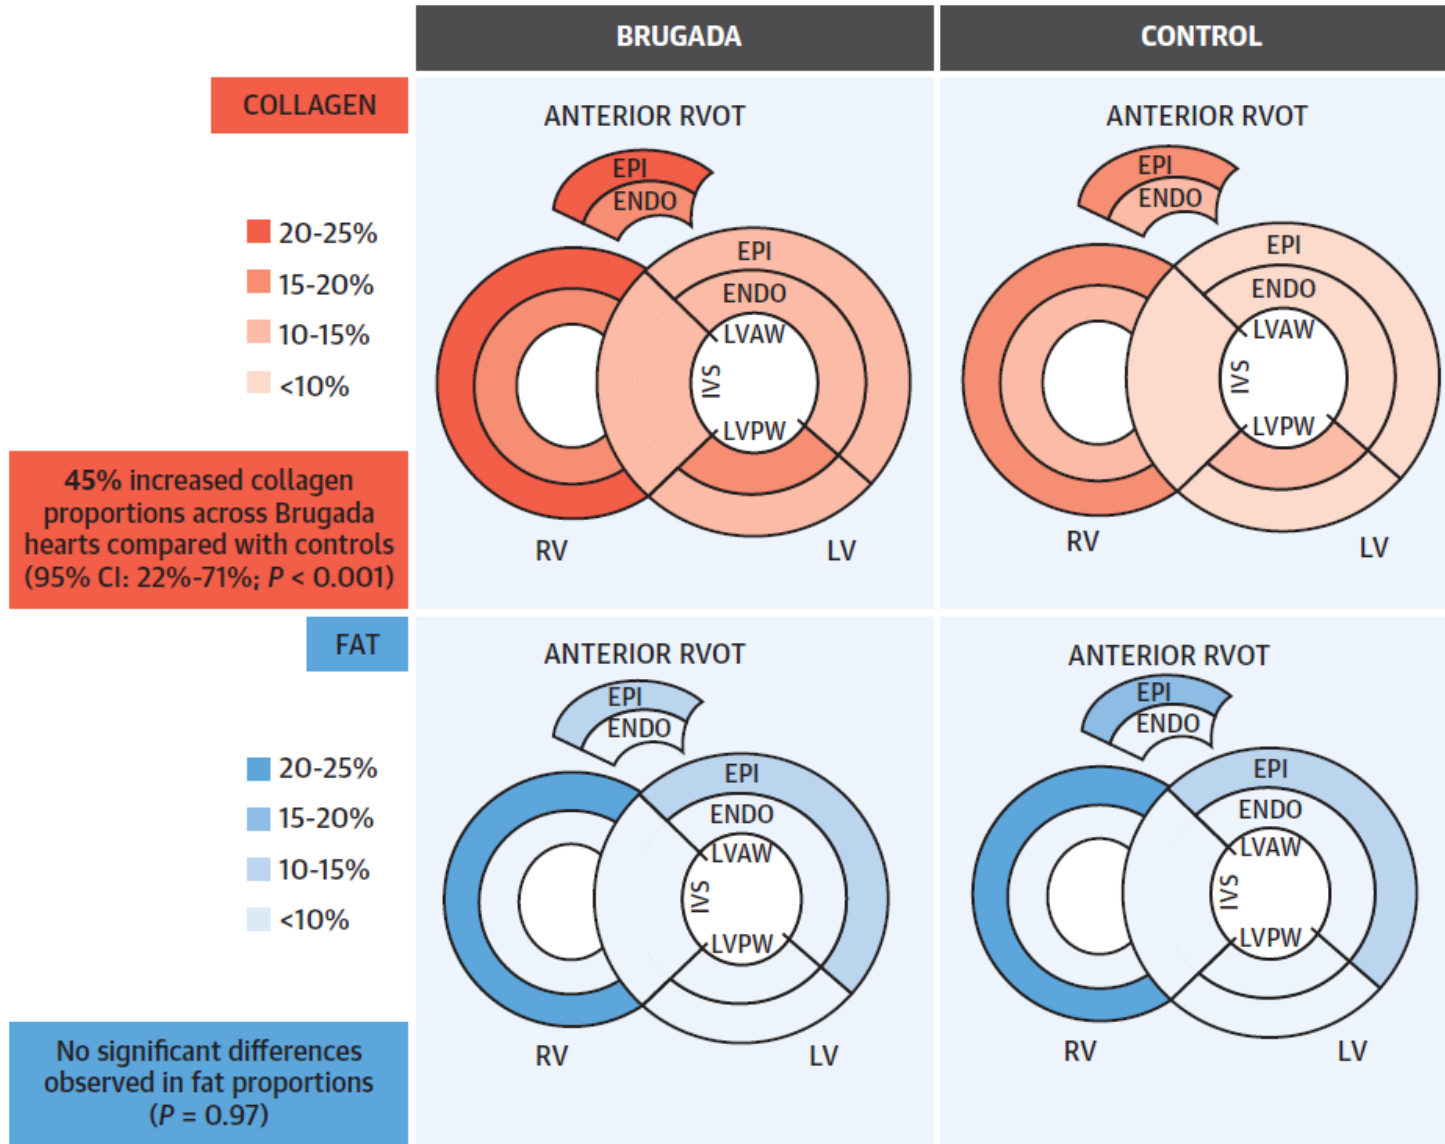 BRUGADA
CONTROL
COLLAGEN
20-25%
15-20%
10-15%
<10%
45% increased collagen
proportions across Brugada
hearts compared with controls
(95% CI: 22%-71%; P < 0.001)
ANTERIOR RVOT
EPI
ENDO
EPI
ENDO
LVAW
IVS
LVPW
RV
LV
ANTERIOR RVOT
EPI
ENDO
EPI
ENDO
LVAW
IVS
LVPW
RV
LV
FAT
20-25%
15-20%
10-15%
<10%
No significant differences
observed in fat proportions
(P = 0.97)
ANTERIOR RVOT
EPI
ENDO
EPI
ENDO
LVAW
IVS
LVPW
RV
LV
ANTERIOR RVOT
EPI
ENDO
EPI
ENDO
LVAW
IVS
LVPW
RV
LV